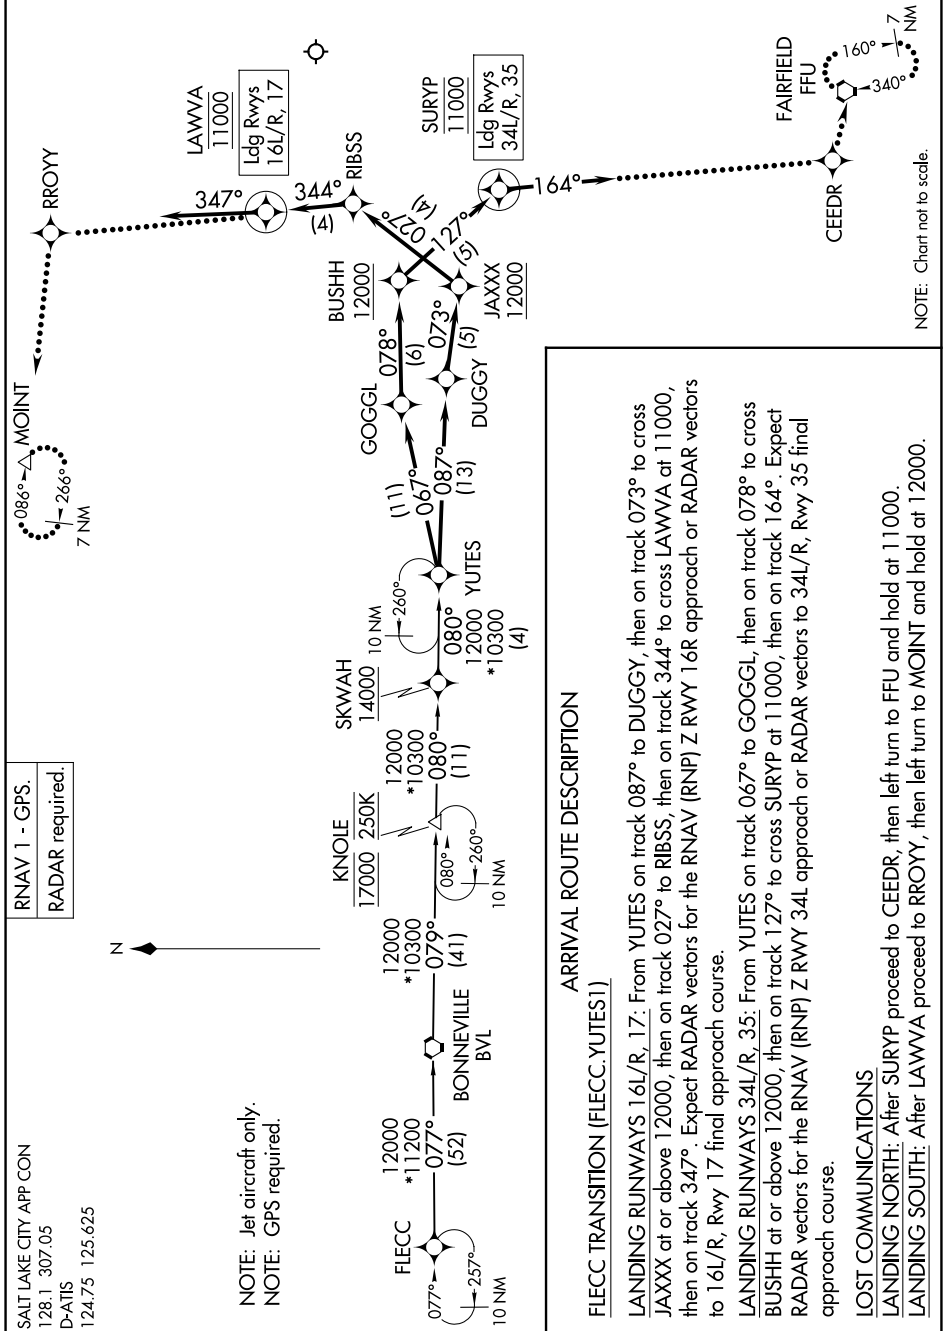 SALT LAKE CITY APP CON
128.1 307.05
D-ATIS
124.75 125.625
RNAV 1 - GPS.
RADAR required.
NOTE: Jet aircraft only.
NOTE: GPS required.
N
FLECC
077°
257°
10 NM
12000
*11200
077°
(52)
BONNEVILLE
BVL
12000
*10300
079°
(41)
KNOLE
17000 250K
080°
260°
10 NM
12000
*10300
080°
(11)
SKWAH
14000
080°
12000
*10300
(4)
10 NM
260°
YUTES
(11)
067°
087°
(13)
GOGGL
078°
(6)
DUGGY
073°
(5)
BUSHH
12000
JAXXX
12000
027°
(4)
127°
(5)
RIBSS
344°
(4)
LAWVA
11000
Ldg Rwys
16L/R, 17
347°
RROYY
MOINT
086°
266°
7 NM
SURYP
11000
Ldg Rwys
34L/R, 35
164°
CEEDR
FAIRFIELD
FFU
160°
340°
7
NM
NOTE: Chart not to scale.
ARRIVAL ROUTE DESCRIPTION
FLECC TRANSITION (FLECC.YUTES1)
LANDING RUNWAYS 16L/R, 17: From YUTES on track 087° to DUGGY, then on track 073° to cross
JAXXX at or above 12000, then on track 027° to RIBSS, then on track 344° to cross LAWVA at 11000,
then on track 347°. Expect RADAR vectors for the RNAV (RNP) Z RWY 16R approach or RADAR vectors
to 16L/R, Rwy 17 final approach course.
LANDING RUNWAYS 34L/R, 35: From YUTES on track 067° to GOGGL, then on track 078° to cross
BUSHH at or above 12000, then on track 127° to cross SURYP at 11000, then on track 164°. Expect
RADAR vectors for the RNAV (RNP) Z RWY 34L approach or RADAR vectors to 34L/R, Rwy 35 final
approach course.
LOST COMMUNICATIONS
LANDING NORTH: After SURYP proceed to CEEDR, then left turn to FFU and hold at 11000.
LANDING SOUTH: After LAWVA proceed to RROYY, then left turn to MOINT and hold at 12000.